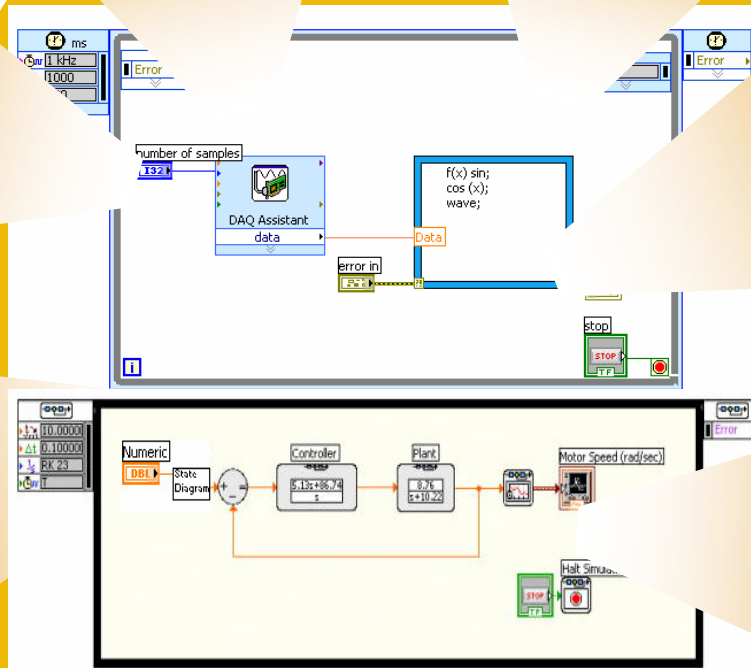 ms
1 kHz
1000
Error
Error
number of samples
I32
DAQ Assistant
data
f(x) sin;
cos (x);
wave;
Data
error in
stop
STOP
TF
i
10.0000
Δt 0.10000
RK 23
T
Error
Numeric
DBL
State
Diagram
+
-
=
Controller
5.13s+86.74
s
Plant
8.76
s+10.22
Motor Speed (rad/sec)
Halt
STOP
TF